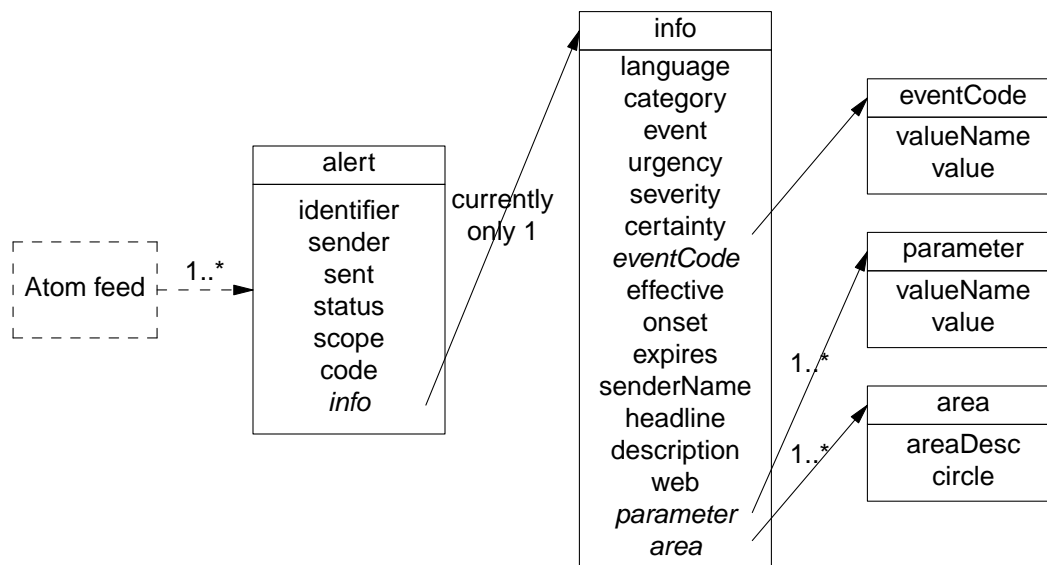 Atom feed
1..*
alert
identifier
sender
sent
status
scope
code
info
currently
only 1
info
language
category
event
urgency
severity
certainty
eventCode
effective
onset
expires
senderName
headline
description
web
parameter
area
1..*
1..*
eventCode
valueName
value
parameter
valueName
value
area
areaDesc
circle